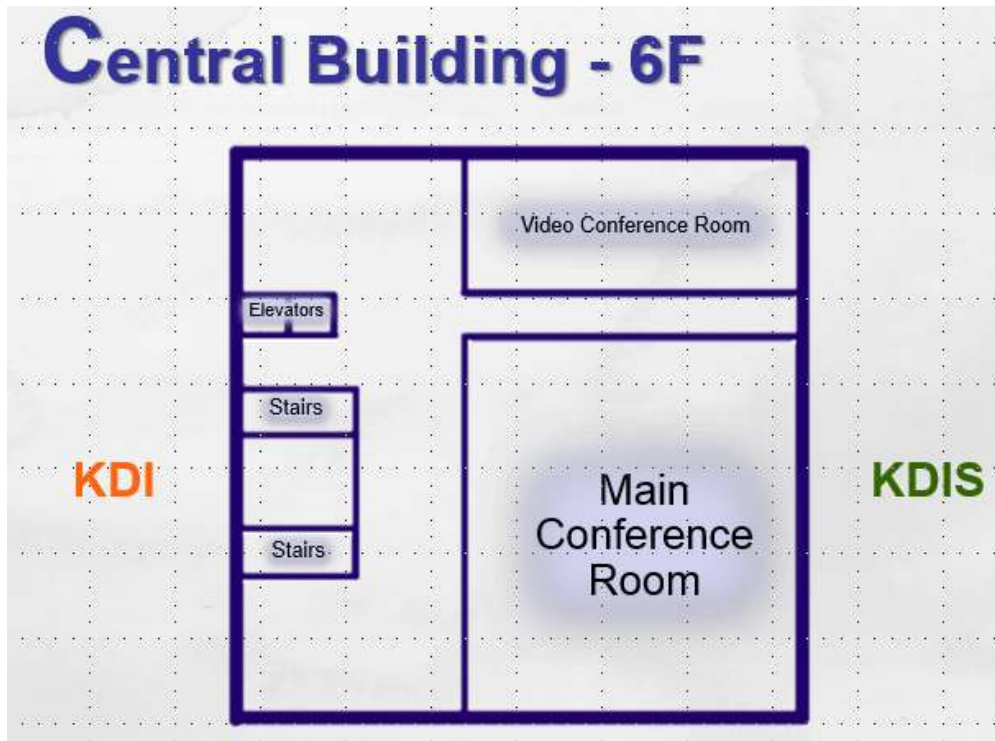 Central Building - 6F
Video Conference Room
Elevators
Stairs
KDI
KDIS
Main
Conference
Room
Stairs